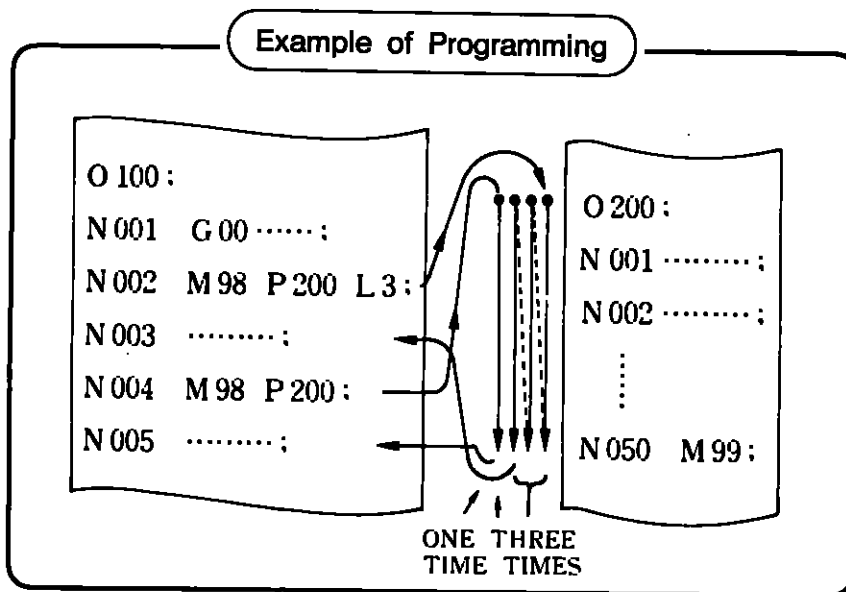 Example of Programming
O 100 ;
N 001 G 00 ······ ;
N 002 M 98 P 200 L 3 ;
N 003 ········· ;
N 004 M 98 P 200 ;
N 005 ········· ;
O 200 ;
N 001 ········· ;
N 002 ········· ;
N 050 M 99 ;
ONE THREE
TIME TIMES